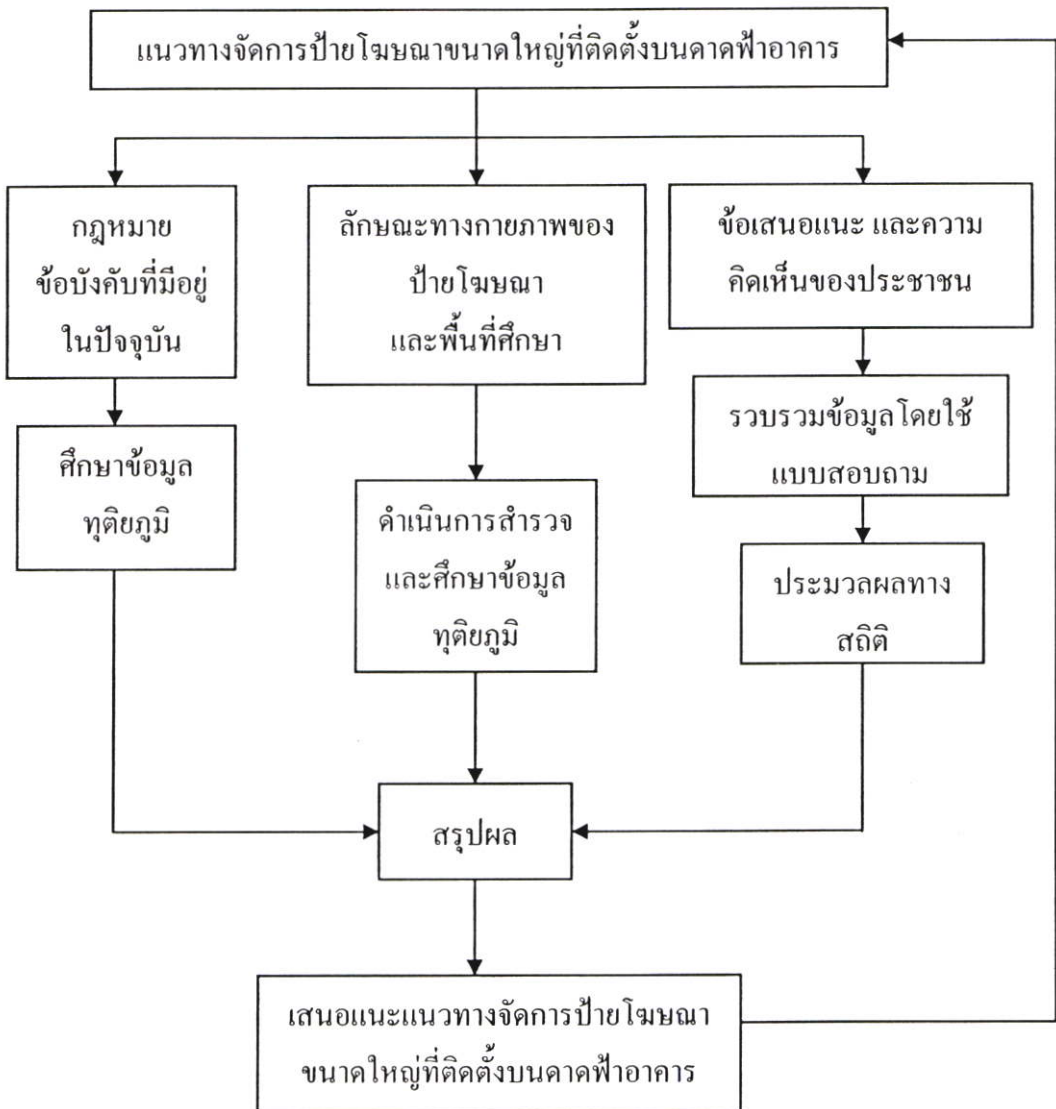 แนวทางจัดการป้ายโฆษณาขนาดใหญ่ที่ติดตั้งบนดาดฟ้าอาคาร
กฎหมาย
ข้อบังคับที่มีอยู่
ในปัจจุบัน
ลักษณะทางกายภาพของ
ป้ายโฆษณา
และพื้นที่ศึกษา
ข้อเสนอแนะ และความ
คิดเห็นของประชาชน
ศึกษาข้อมูล
ทุติยภูมิ
ดำเนินการสำรวจ
และศึกษาข้อมูล
ทุติยภูมิ
รวบรวมข้อมูลโดยใช้
แบบสอบถาม
ประมวลผลทาง
สถิติ
สรุปผล
เสนอแนะแนวทางจัดการป้ายโฆษณา
ขนาดใหญ่ที่ติดตั้งบนดาดฟ้าอาคาร